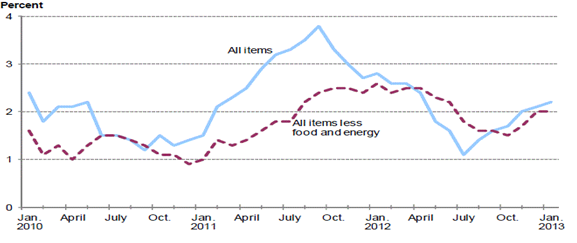 Percent
4
3
2
1
0
All items
All items less
food and energy
Jan. April July Oct. Jan. April July Oct. Jan. April July Oct. Jan.
2010 2011 2012 2013